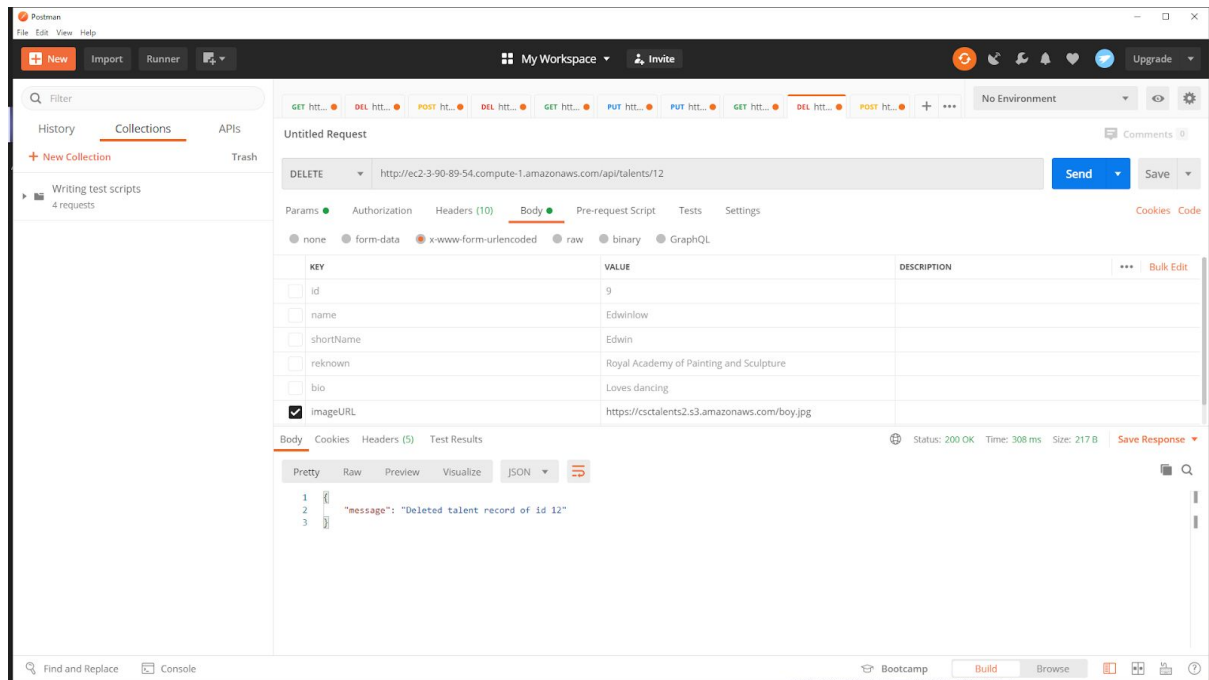 Postman
File Edit View Help
New Import Runner My Workspace Invite Upgrade
Filter
History Collections APIs
+ New Collection Trash
Writing test scripts
4 requests
GET htt... DEL htt... POST ht... DEL htt... GET htt... PUT htt... PUT htt... GET htt... DEL htt... POST ht... + ••• No Environment
Untitled Request Comments 0
DELETE http://ec2-3-90-89-54.compute-1.amazonaws.com/api/talents/12 Send Save
Params Authorization Headers (10) Body Pre-request Script Tests Settings Cookies Code
none form-data x-www-form-urlencoded raw binary GraphQL
KEY VALUE DESCRIPTION ••• Bulk Edit
id 9
name Edwinlow
shortName Edwin
reknown Royal Academy of Painting and Sculpture
bio Loves dancing
imageURL https://csctalents2.s3.amazonaws.com/boy.jpg
Body Cookies Headers (5) Test Results Status: 200 OK Time: 308 ms Size: 217 B Save Response
Pretty Raw Preview Visualize JSON
1 {
2 "message": "Deleted talent record of id 12"
3 }
Find and Replace Console Bootcamp Build Browse